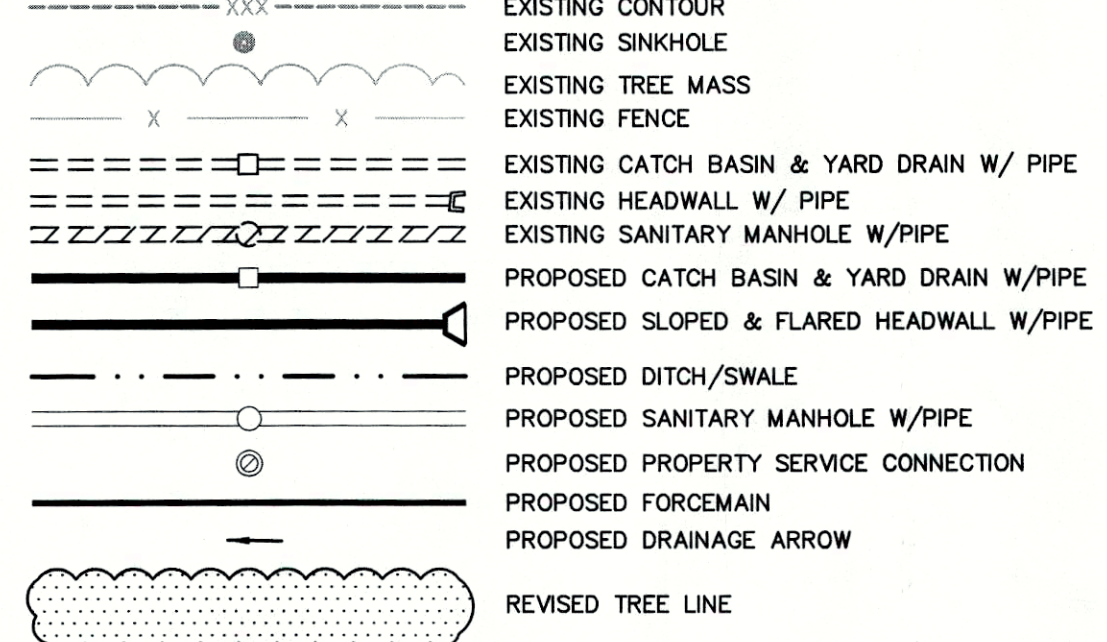 XXX EXISTING CONTOUR
EXISTING SINKHOLE
EXISTING TREE MASS
X X EXISTING FENCE
EXISTING CATCH BASIN & YARD DRAIN W/ PIPE
EXISTING HEADWALL W/ PIPE
EXISTING SANITARY MANHOLE W/PIPE
PROPOSED CATCH BASIN & YARD DRAIN W/PIPE
PROPOSED SLOPED & FLARED HEADWALL W/PIPE
PROPOSED DITCH/SWALE
PROPOSED SANITARY MANHOLE W/PIPE
PROPOSED PROPERTY SERVICE CONNECTION
PROPOSED FORCEMAIN
PROPOSED DRAINAGE ARROW
REVISED TREE LINE